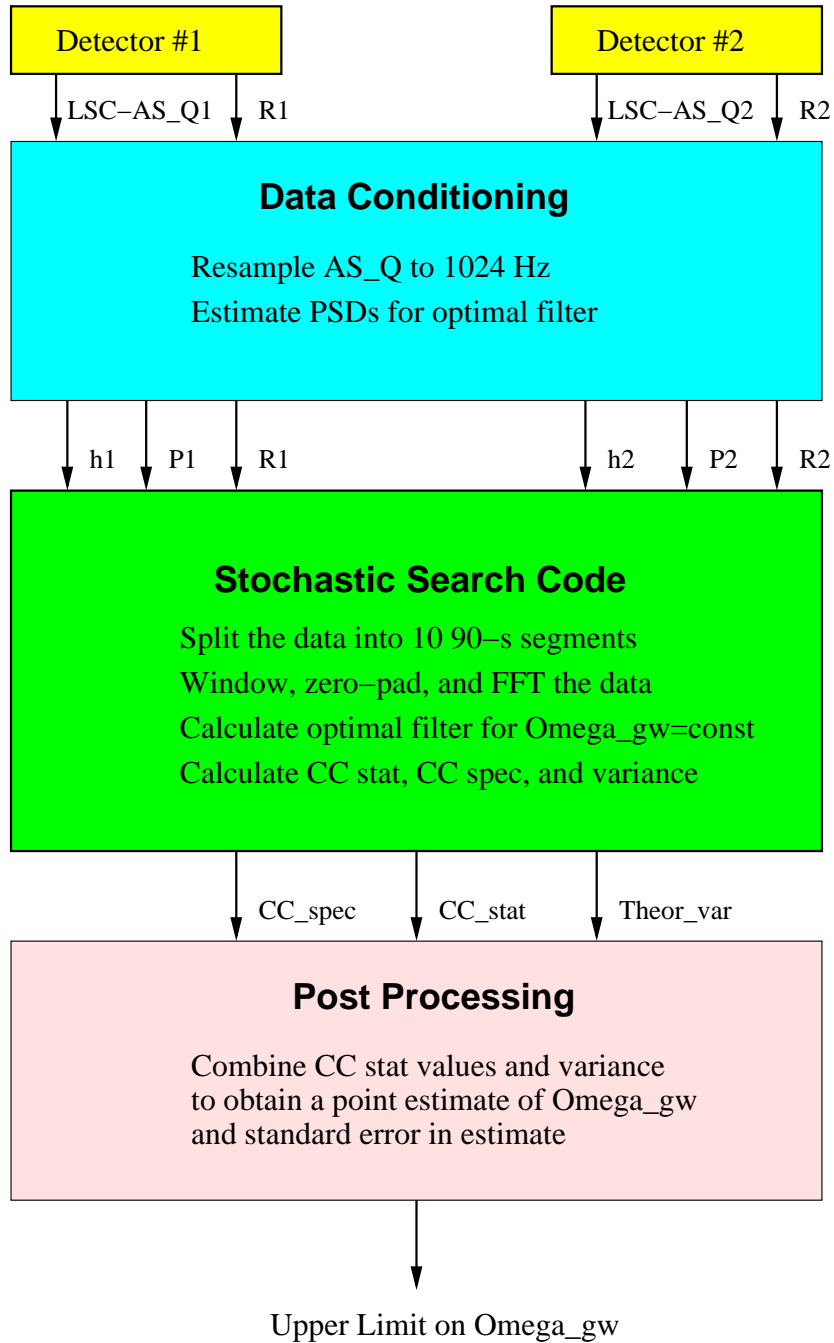 Detector #1
Detector #2
LSC−AS_Q1
R1
LSC−AS_Q2
R2
Data Conditioning
Resample AS_Q to 1024 Hz
Estimate PSDs for optimal filter
h1
P1
R1
h2
P2
R2
Stochastic Search Code
Split the data into 10 90−s segments
Window, zero−pad, and FFT the data
Calculate optimal filter for Omega_gw=const
Calculate CC stat, CC spec, and variance
CC_spec
CC_stat
Theor_var
Post Processing
Combine CC stat values and variance
to obtain a point estimate of Omega_gw
and standard error in estimate
Upper Limit on Omega_gw